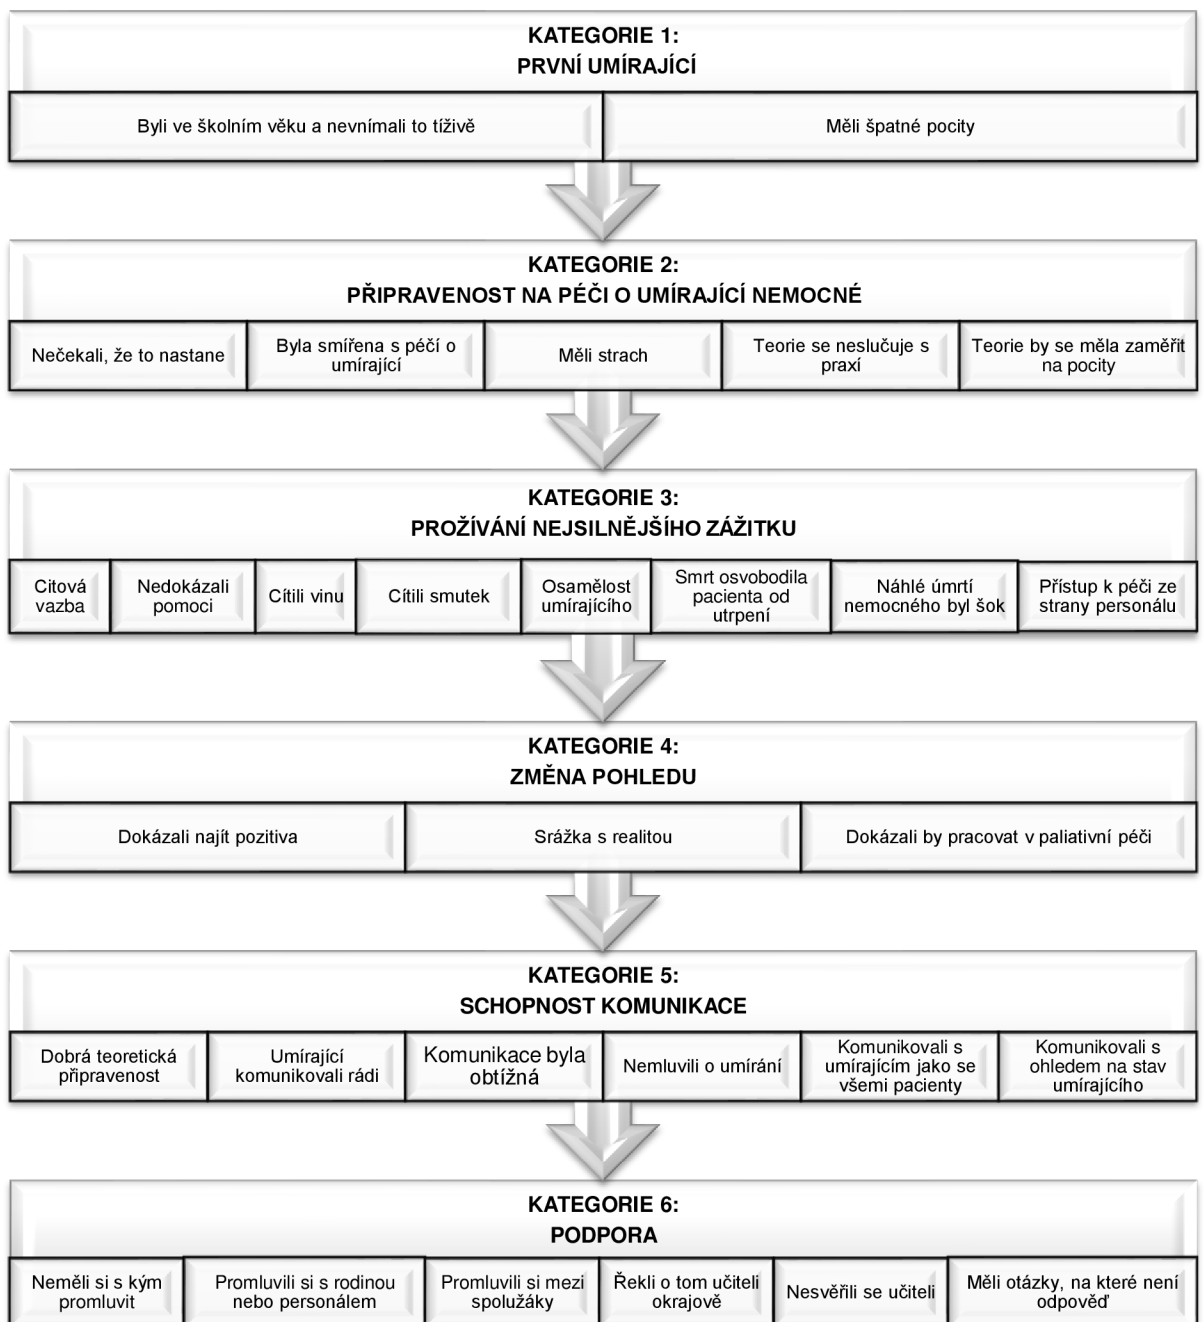 KATEGORIE 1:
PRVNÍ UMÍRAJÍCÍ
Byli ve školním věku a nevnímali to tíživě
Měli špatné pocity
KATEGORIE 2:
PŘIPRAVENOST NA PÉČI O UMÍRAJÍCÍ NEMOCNÉ
Nečekali, že to nastane
Byla smířena s péčí o
umírající
Měli strach
Teorie se neslučuje s
praxí
Teorie by se měla zaměřit
na pocity
KATEGORIE 3:
PROŽÍVÁNÍ NEJSILNĚJŠÍHO ZÁŽITKU
Citová
vazba
Nedokázali
pomoci
Cítili vinu
Cítili smutek
Osamělost
umírajícího
Smrt osvobodila
pacienta od
utrpení
Náhlé úmrtí
nemocného byl šok
Přístup k péči ze
strany personálu
KATEGORIE 4:
ZMĚNA POHLEDU
Dokázali najít pozitiva
Srážka s realitou
Dokázali by pracovat v paliativní péči
KATEGORIE 5:
SCHOPNOST KOMUNIKACE
Dobrá teoretická
připravenost
Umírající
komunikovali rádi
Komunikace byla
obtížná
Nemluvili o umírání
Komunikovali s
umírajícím jako se
všemi pacienty
Komunikovali s
ohledem na stav
umírajícího
KATEGORIE 6:
PODPORA
Neměli si s kým
promluvit
Promluvili si s rodinou
nebo personálem
Promluvili si mezi
spolužáky
Řekli o tom učiteli
okrajově
Nesvěřili se učiteli
Měli otázky, na které není
odpověď